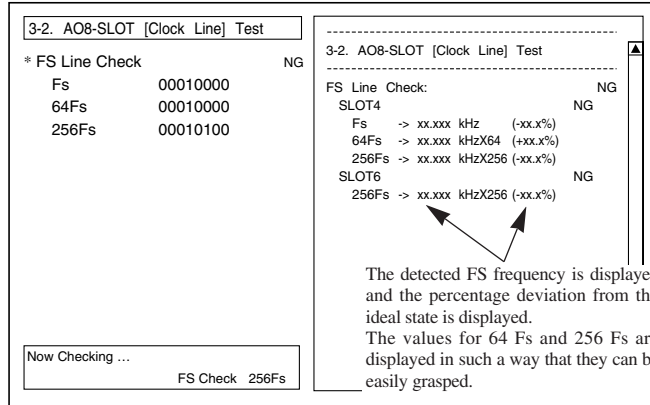 3-2. AO8-SLOT [Clock Line] Test
* FS Line Check NG
Fs 00010000
64Fs 00010000
256Fs 00010100
Now Checking ...
FS Check 256Fs
3-2. AO8-SLOT [Clock Line] Test
FS Line Check: NG
SLOT4 NG
Fs -> xx.xxx kHz (-xx.x%)
64Fs -> xx.xxx kHzX64 (+xx.x%)
256Fs -> xx.xxx kHzX256 (-xx.x%)
SLOT6 NG
256Fs -> xx.xxx kHzX256 (-xx.x%)
The detected FS frequency is displaye
and the percentage deviation from th
ideal state is displayed.
The values for 64 Fs and 256 Fs ar
displayed in such a way that they can b
easily grasped.